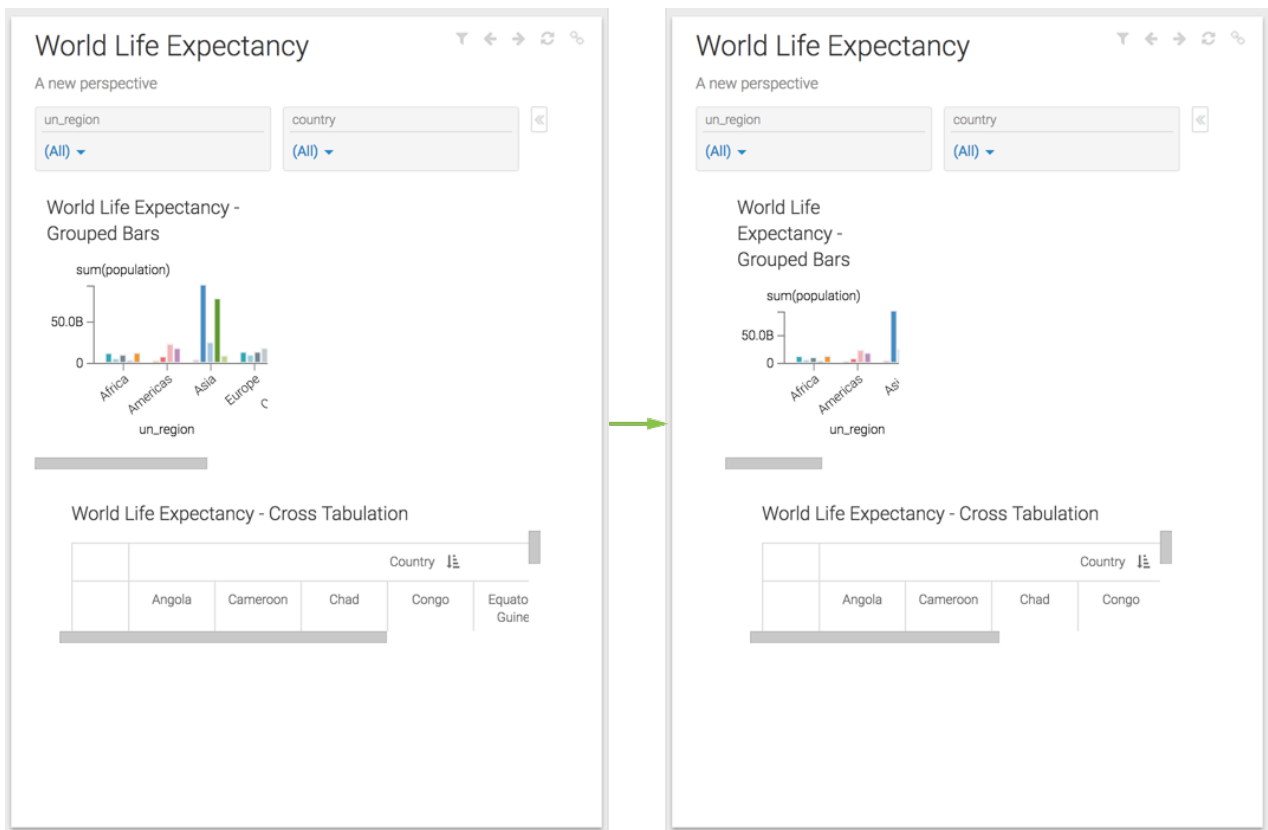 World Life Expectancy
A new perspective
un_region
country
(All)
(All)
World Life Expectancy -
Grouped Bars
sum(population)
50.0B
0
Africa
Americas
Asia
Europe
un_region
World Life Expectancy - Cross Tabulation
Country
Angola Cameroon Chad Congo Equato
Guine
World Life Expectancy
A new perspective
un_region
country
(All)
(All)
World Life
Expectancy -
Grouped Bars
sum(population)
50.0B
0
Africa
Americas
Asi
un_region
World Life Expectancy - Cross Tabulation
Country
Angola Cameroon Chad Congo